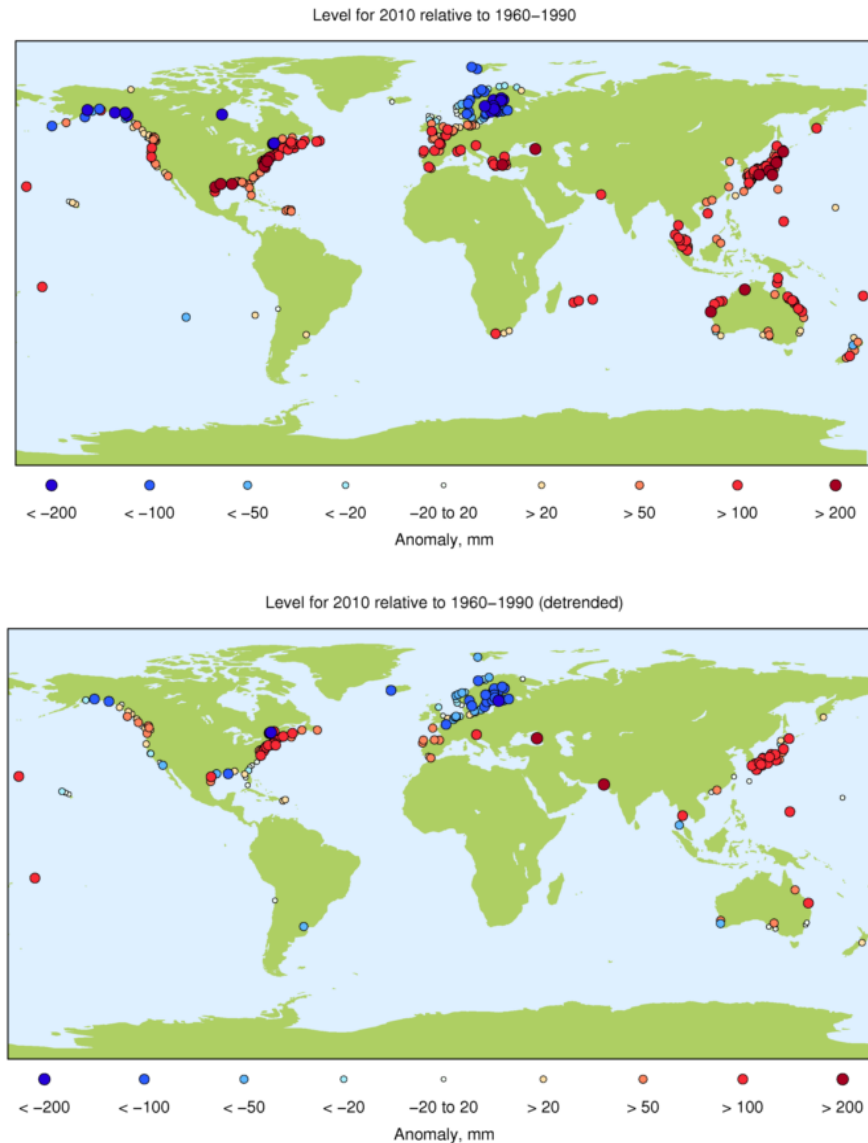 Level for 2010 relative to 1960−1990
< −200 < −100 < −50 < −20 −20 to 20 > 20 > 50 > 100 > 200
Anomaly, mm
Level for 2010 relative to 1960−1990 (detrended)
< −200 < −100 < −50 < −20 −20 to 20 > 20 > 50 > 100 > 200
Anomaly, mm